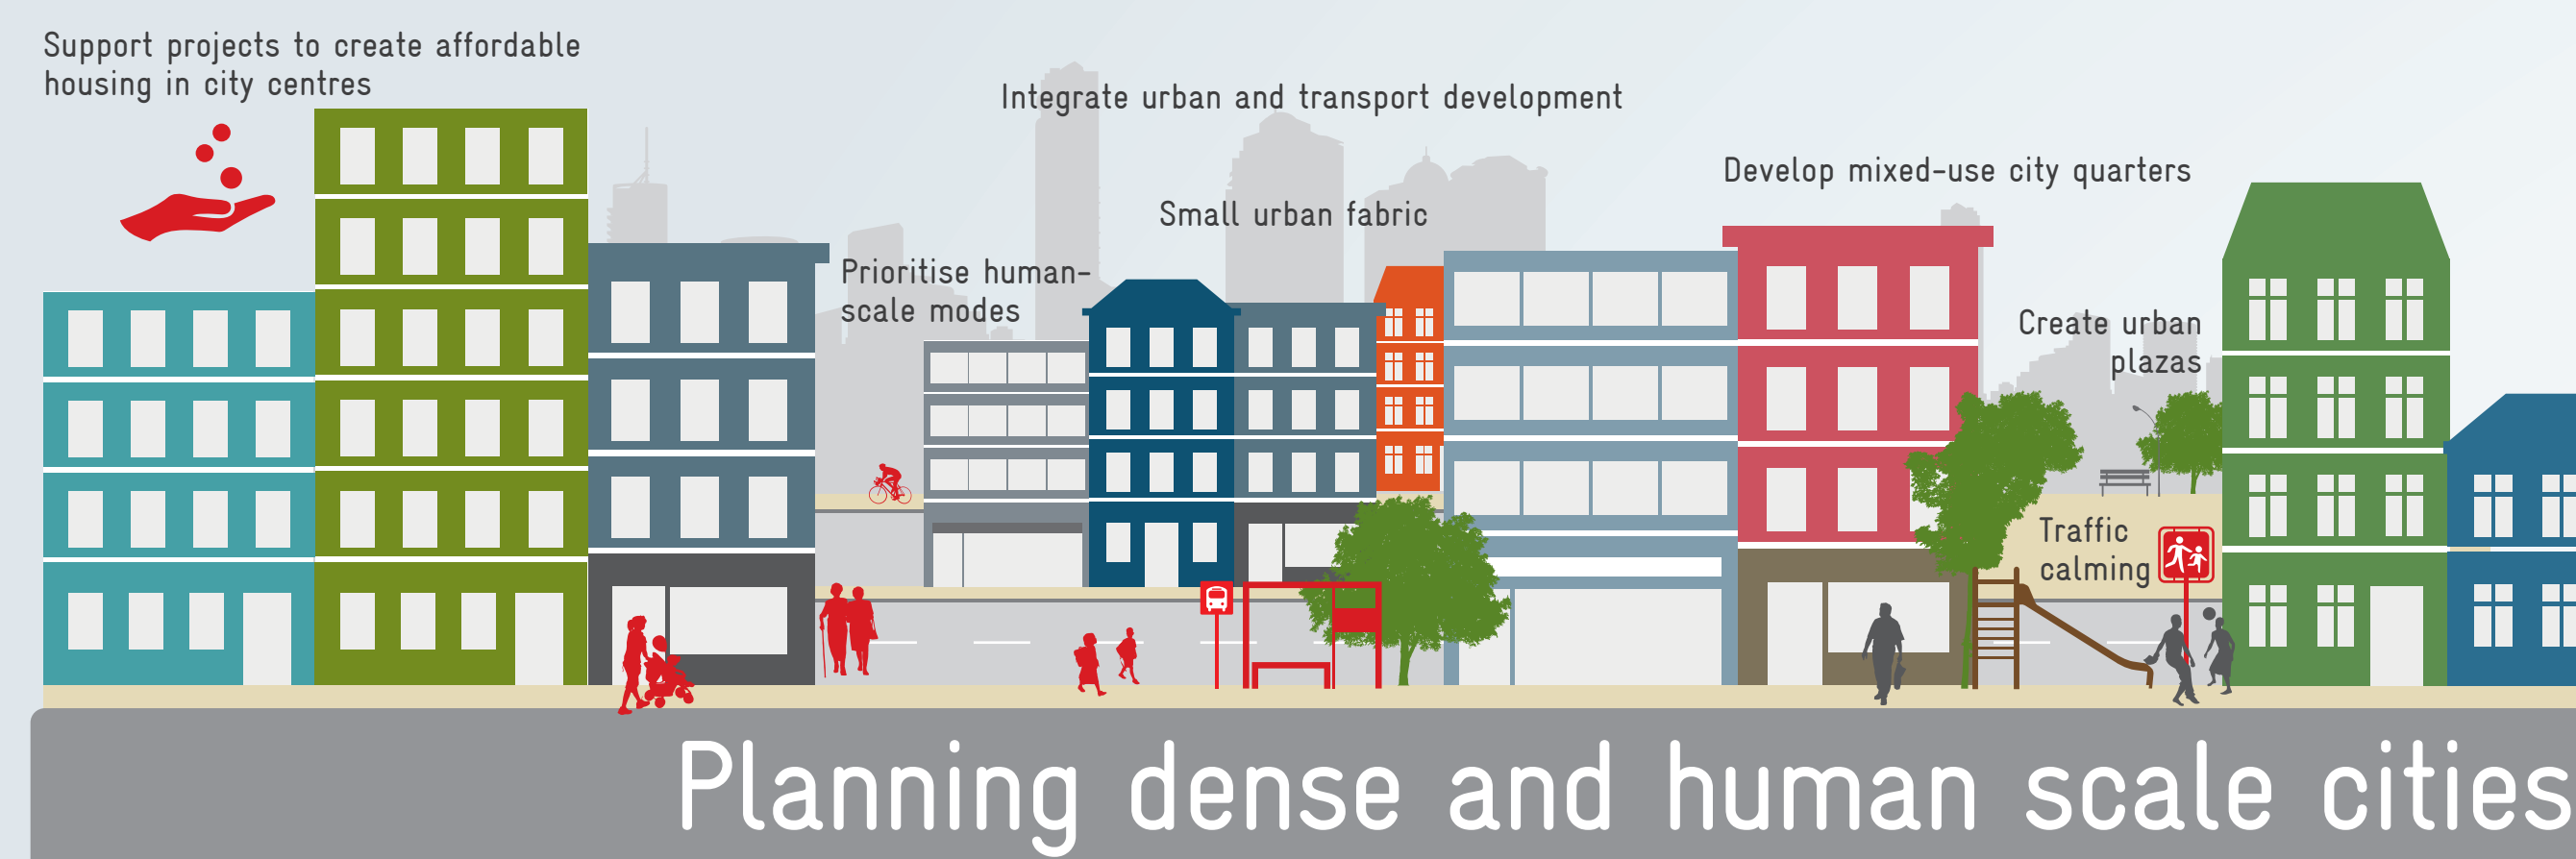 Support projects to create affordable
housing in city centres
Integrate urban and transport development
Develop mixed-use city quarters
Small urban fabric
Prioritise human-
scale modes
Create urban
plazas
Traffic
calming
Planning dense and human scale cities